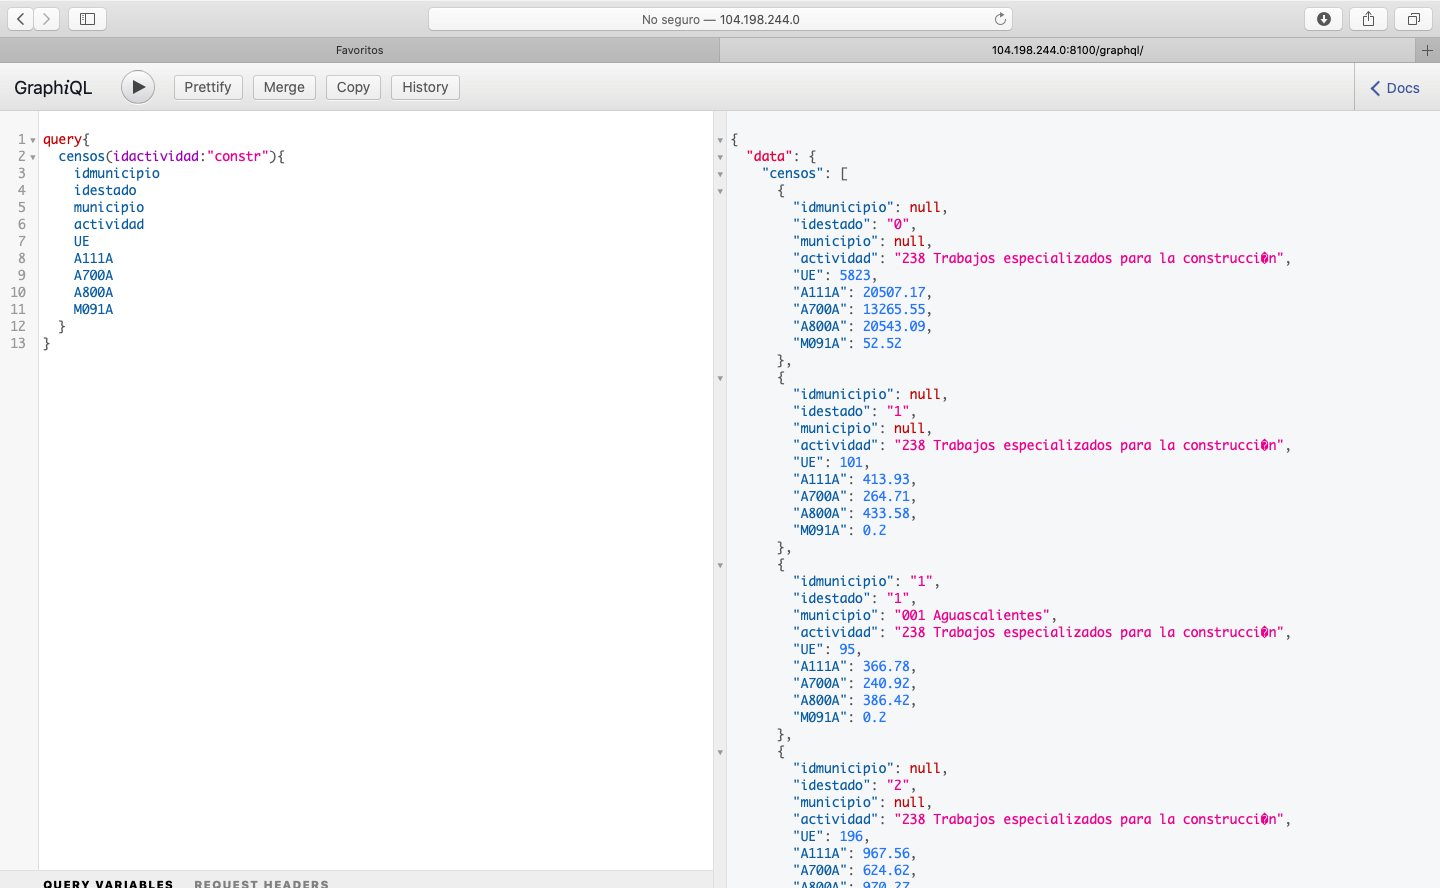 No seguro — 104.198.244.0
Favoritos
104.198.244.0:8100/graphql/
GraphiQL
Prettify
Merge
Copy
History
Docs
1 query{
2 censos(idactividad:"constr"){
3 idmunicipio
4 idestado
5 municipio
6 actividad
7 UE
8 A111A
9 A700A
10 A800A
11 M091A
12 }
13 }
QUERY VARIABLES
REQUEST HEADERS
{
"data": {
"censos": [
{
"idmunicipio": null,
"idestado": "0",
"municipio": null,
"actividad": "238 Trabajos especializados para la construcci�n",
"UE": 5823,
"A111A": 20507.17,
"A700A": 13265.55,
"A800A": 20543.09,
"M091A": 52.52
},
{
"idmunicipio": null,
"idestado": "1",
"municipio": null,
"actividad": "238 Trabajos especializados para la construcci�n",
"UE": 101,
"A111A": 413.93,
"A700A": 264.71,
"A800A": 433.58,
"M091A": 0.2
},
{
"idmunicipio": "1",
"idestado": "1",
"municipio": "001 Aguascalientes",
"actividad": "238 Trabajos especializados para la construcci�n",
"UE": 95,
"A111A": 366.78,
"A700A": 240.92,
"A800A": 386.42,
"M091A": 0.2
},
{
"idmunicipio": null,
"idestado": "2",
"municipio": null,
"actividad": "238 Trabajos especializados para la construcci�n",
"UE": 196,
"A111A": 967.56,
"A700A": 624.62,
"A800A": 970.27